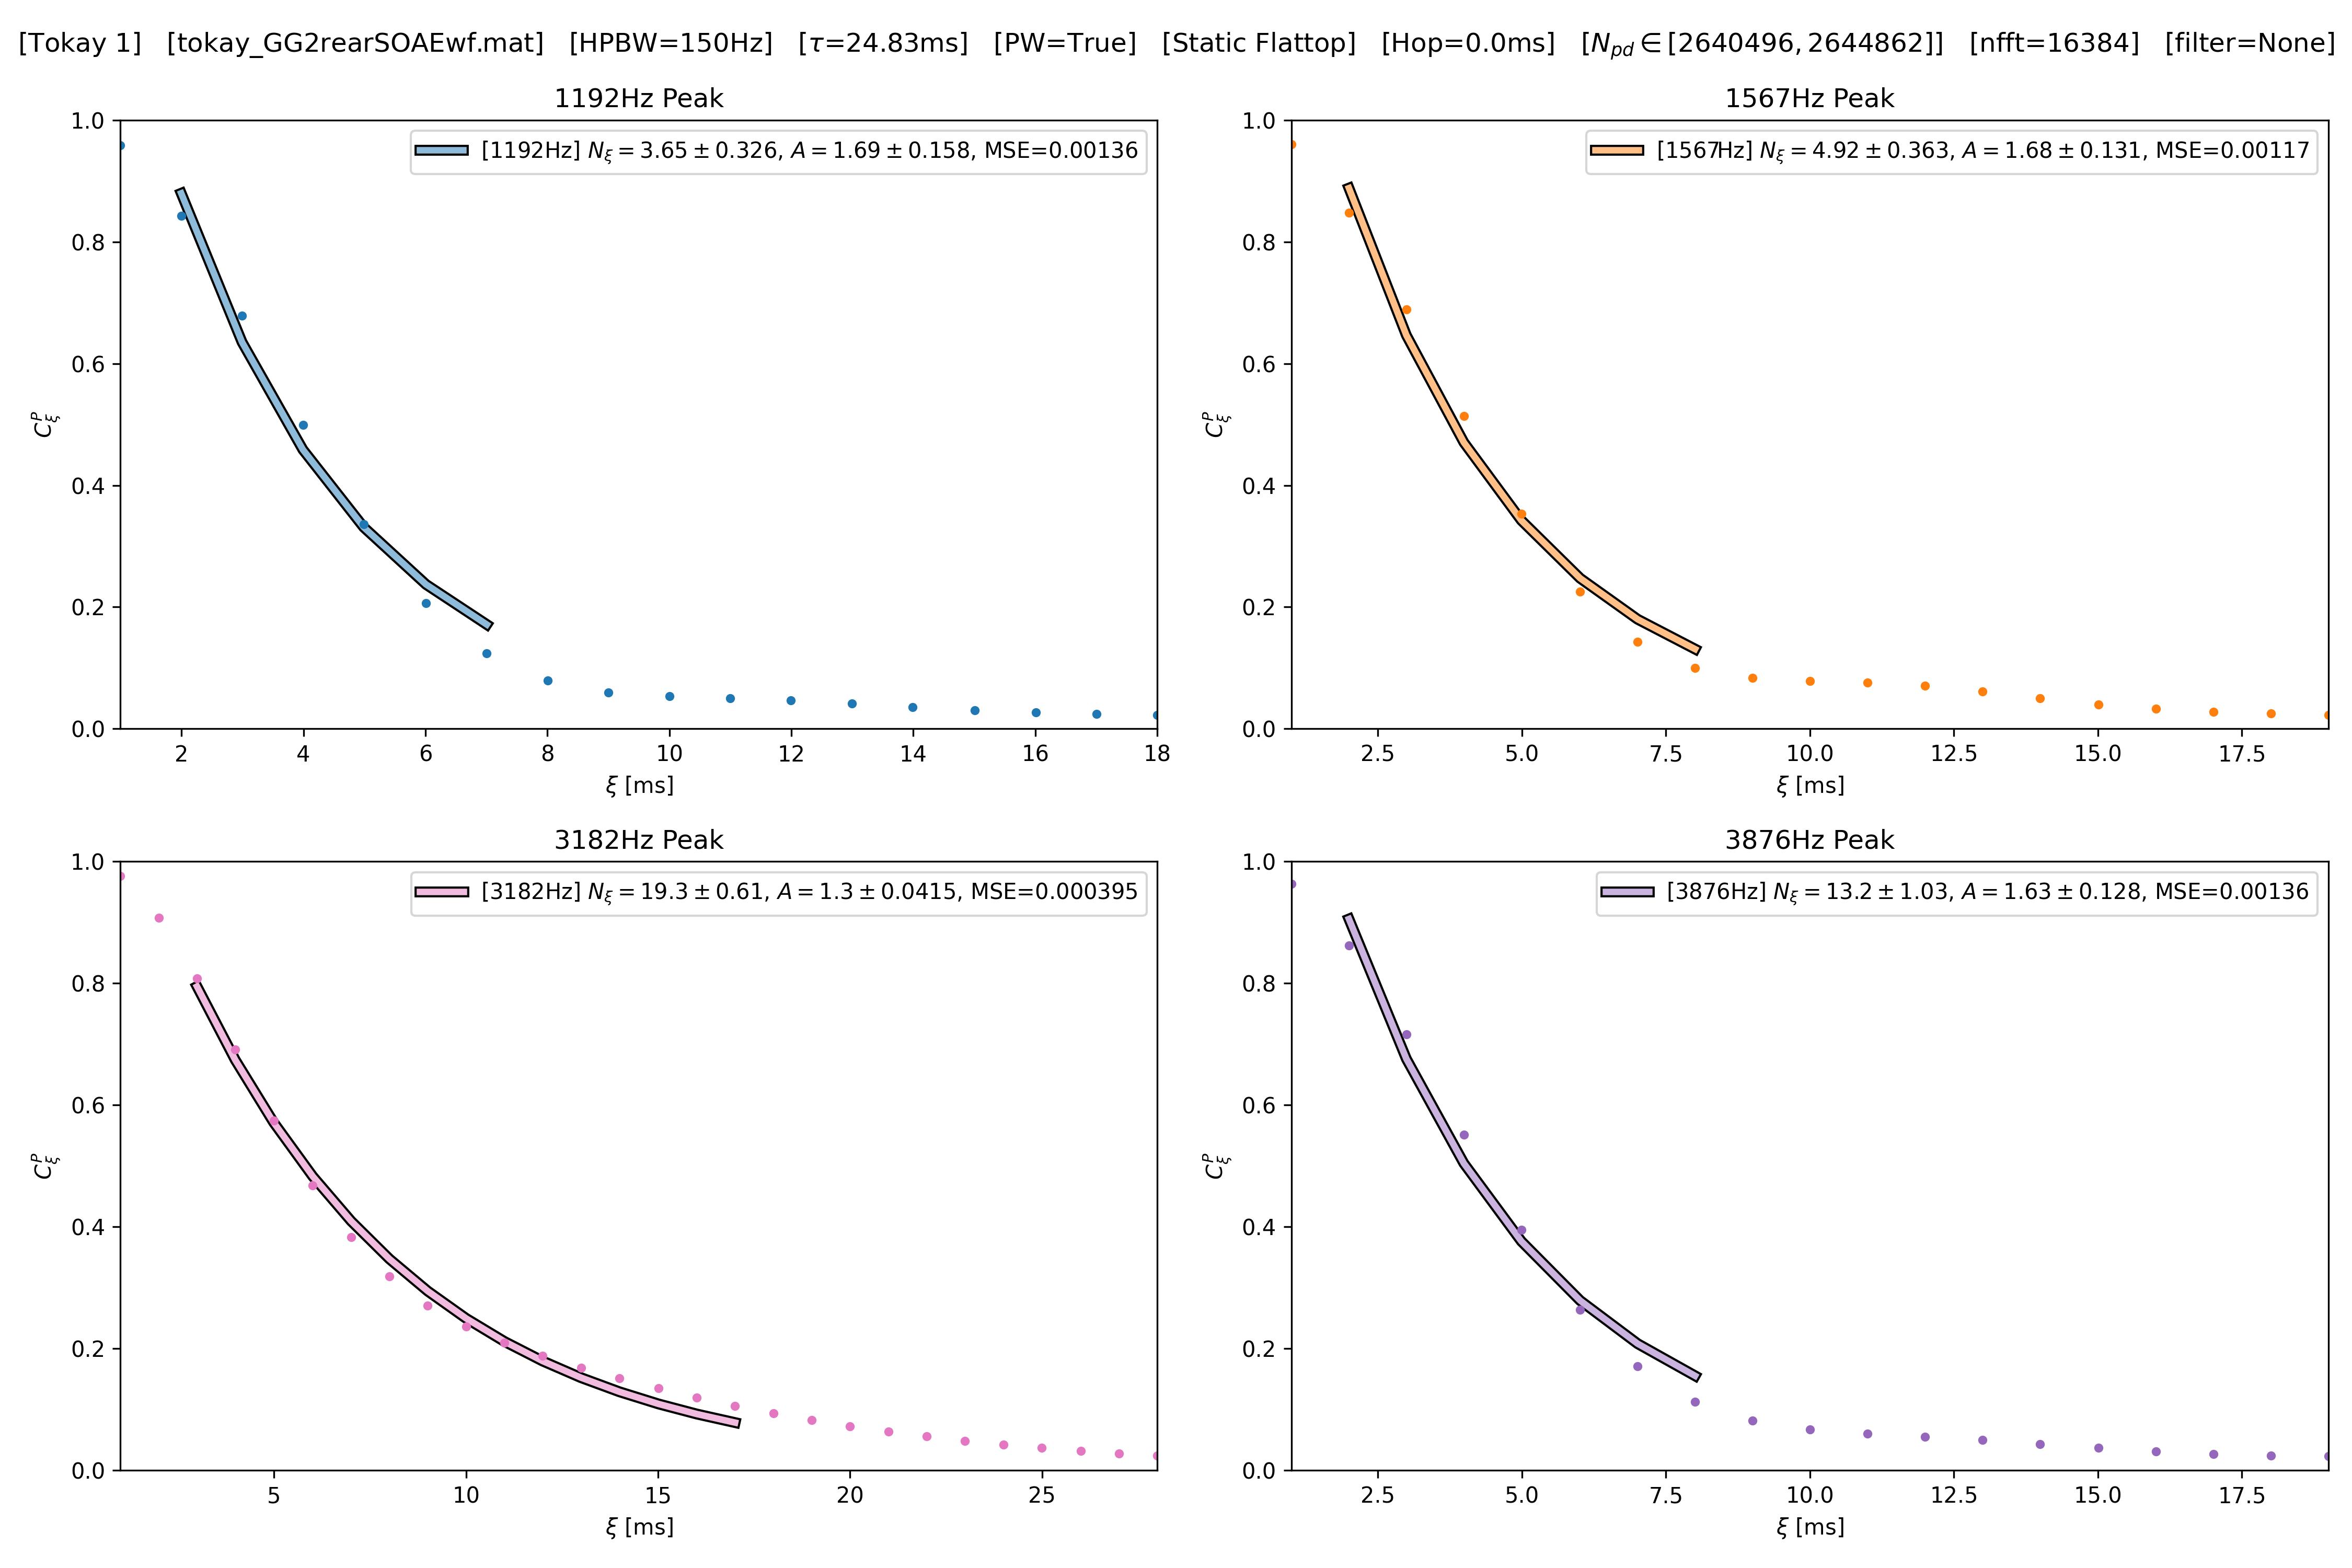 [Tokay 1] [tokay_GG2rearSOAEwf.mat] [HPBW=150Hz] [τ=24.83ms] [PW=True] [Static Flattop] [Hop=0.0ms] [N_pd ∈ [2640496, 2644862]] [nfft=16384] [filter=None]
1192Hz Peak
[1192Hz] N_ξ = 3.65 ± 0.326, A = 1.69 ± 0.158, MSE=0.00136
1.0
0.8
0.6
0.4
0.2
0.0
C_ξ^P
2 4 6 8 10 12 14 16 18
ξ [ms]
1567Hz Peak
[1567Hz] N_ξ = 4.92 ± 0.363, A = 1.68 ± 0.131, MSE=0.00117
1.0
0.8
0.6
0.4
0.2
0.0
C_ξ^P
2.5 5.0 7.5 10.0 12.5 15.0 17.5
ξ [ms]
3182Hz Peak
[3182Hz] N_ξ = 19.3 ± 0.61, A = 1.3 ± 0.0415, MSE=0.000395
1.0
0.8
0.6
0.4
0.2
0.0
C_ξ^P
5 10 15 20 25
ξ [ms]
3876Hz Peak
[3876Hz] N_ξ = 13.2 ± 1.03, A = 1.63 ± 0.128, MSE=0.00136
1.0
0.8
0.6
0.4
0.2
0.0
C_ξ^P
2.5 5.0 7.5 10.0 12.5 15.0 17.5
ξ [ms]